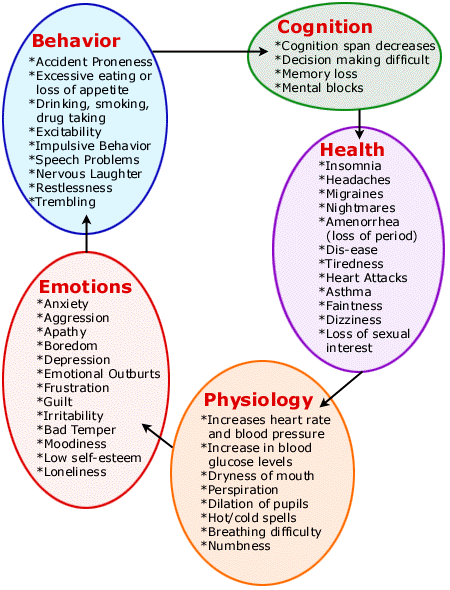 Behavior
*Accident Proneness
*Excessive eating or
loss of appetite
*Drinking, smoking,
drug taking
*Excitability
*Impulsive Behavior
*Speech Problems
*Nervous Laughter
*Restlessness
*Trembling
Cognition
*Cognition span decreases
*Decision making difficult
*Memory loss
*Mental blocks
Health
*Insomnia
*Headaches
*Migraines
*Nightmares
*Amenorrhea
(loss of period)
*Dis-ease
*Tiredness
*Heart Attacks
*Asthma
*Faintness
*Dizziness
*Loss of sexual
interest
Physiology
*Increases heart rate
and blood pressure
*Increase in blood
glucose levels
*Dryness of mouth
*Perspiration
*Dilation of pupils
*Hot/cold spells
*Breathing difficulty
*Numbness
Emotions
*Anxiety
*Aggression
*Apathy
*Boredom
*Depression
*Emotional Outburts
*Frustration
*Guilt
*Irritability
*Bad Temper
*Moodiness
*Low self-esteem
*Loneliness